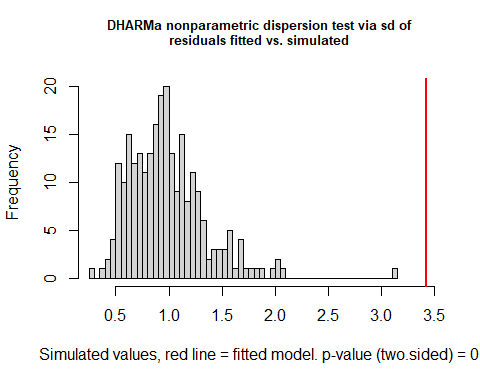 DHARMa nonparametric dispersion test via sd of
residuals fitted vs. simulated
Frequency
20
15
10
5
0
0.5 1.0 1.5 2.0 2.5 3.0 3.5
Simulated values, red line = fitted model. p-value (two.sided) = 0